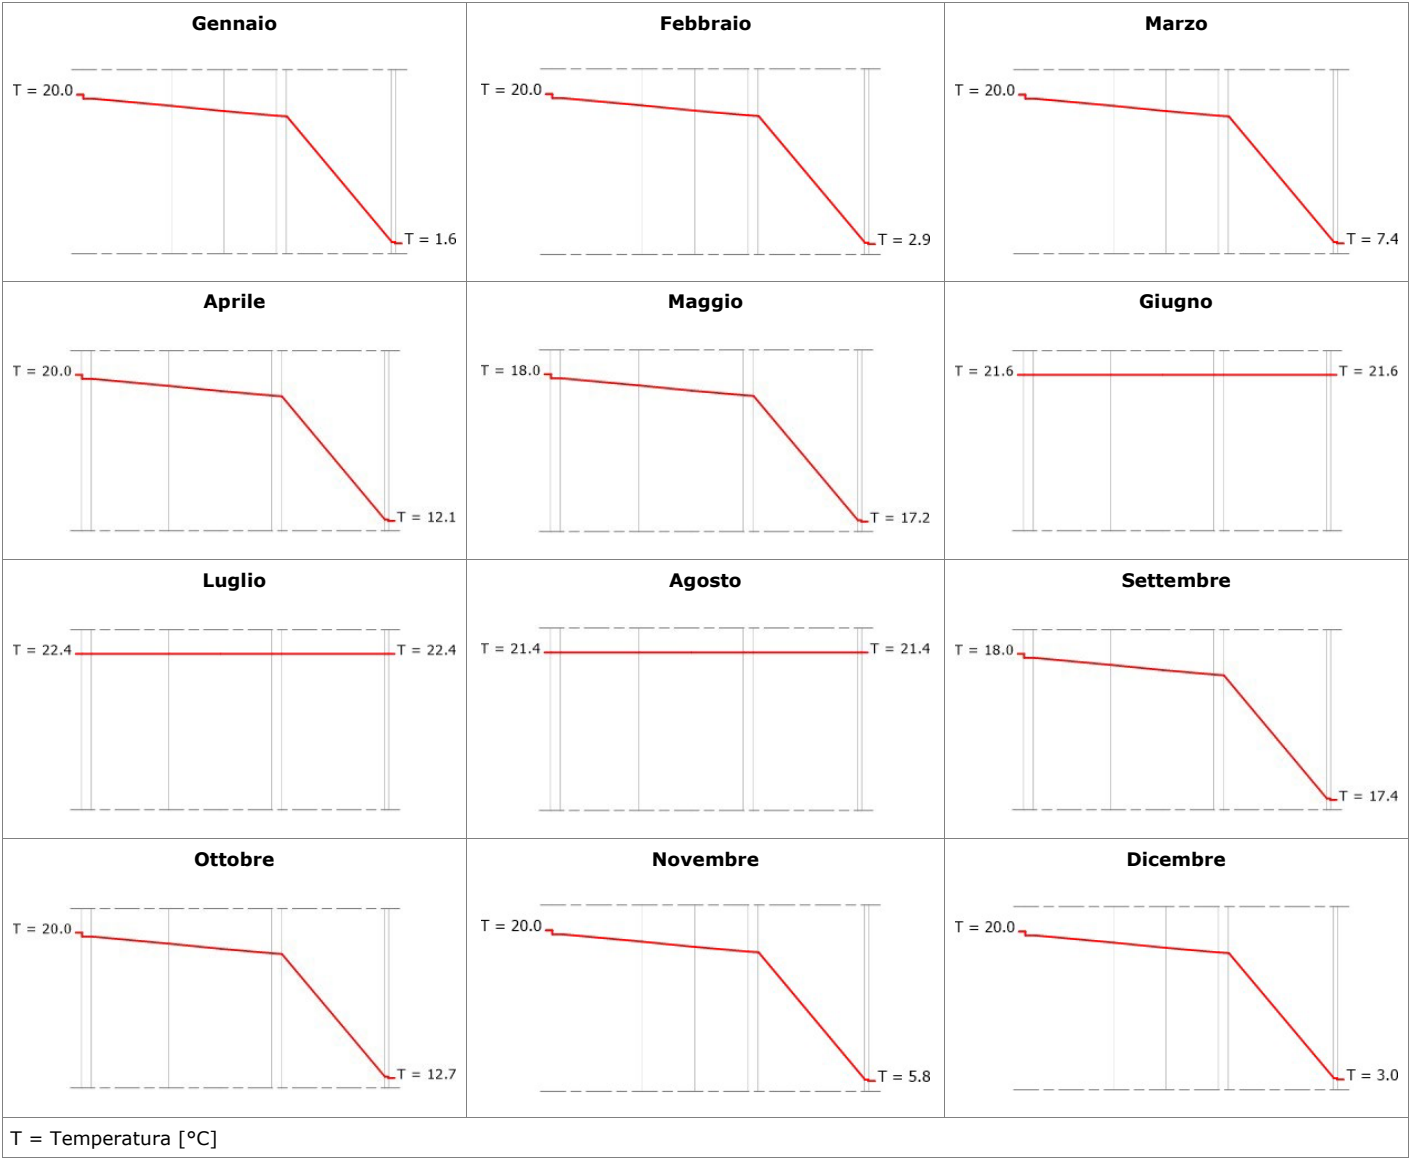 Gennaio Febbraio Marzo
T = 20.0 T = 1.6 T = 20.0 T = 2.9 T = 20.0 T = 7.4
Aprile Maggio Giugno
T = 20.0 T = 12.1 T = 18.0 T = 17.2 T = 21.6 T = 21.6
Luglio Agosto Settembre
T = 22.4 T = 22.4 T = 21.4 T = 21.4 T = 18.0 T = 17.4
Ottobre Novembre Dicembre
T = 20.0 T = 12.7 T = 20.0 T = 5.8 T = 20.0 T = 3.0
T = Temperatura [°C]